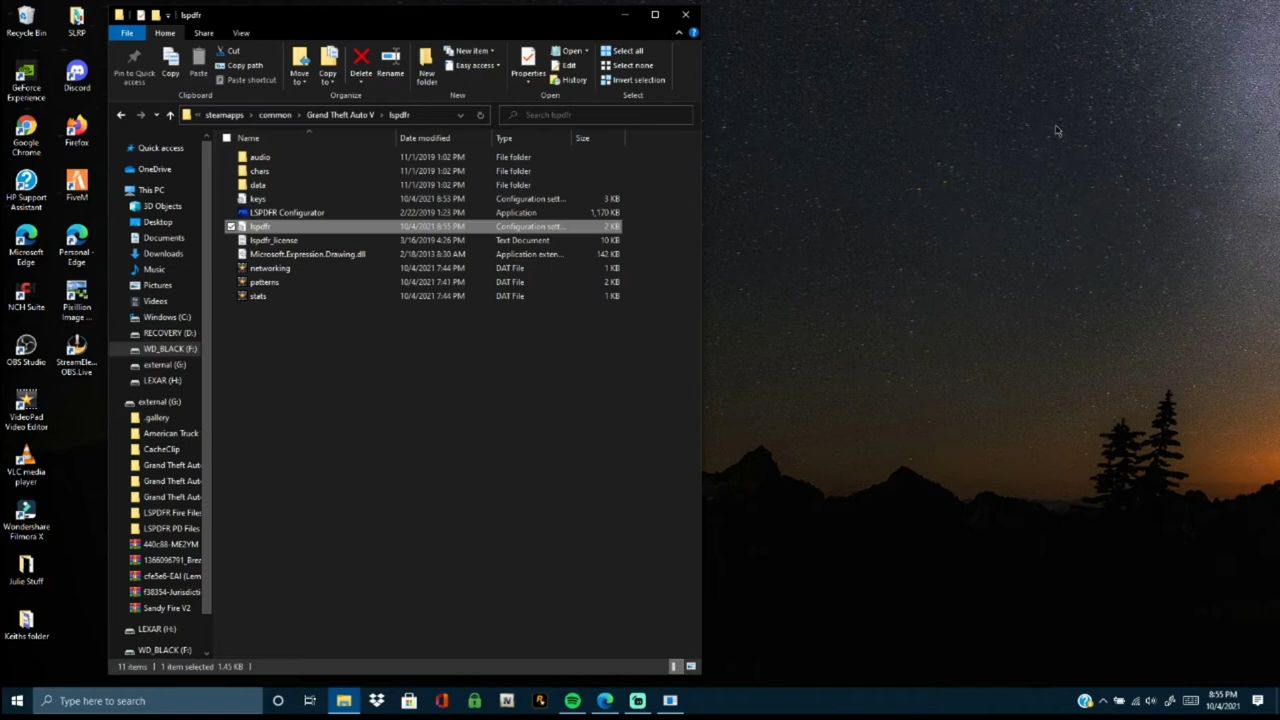 Recycle Bin
SLRP
GeForce Experience
Discord
Google Chrome
Firefox
HP Support Assistant
FiveM
Microsoft Edge
Personal - Edge
NCH Suite
Pixillion Image ...
OBS Studio
StreamEle... OBS.Live
VideoPad Video Editor
VLC media player
Wondershare Filmora X
Julie Stuff
Keiths folder
lspdfr
File
Home
Share
View
Pin to Quick access
Copy
Paste
Cut
Copy path
Paste shortcut
Clipboard
Move to
Copy to
Delete
Rename
Organize
New folder
New item
Easy access
New
Properties
Open
Edit
History
Open
Select all
Select none
Invert selection
Select
« steamapps › common › Grand Theft Auto V › lspdfr
Search lspdfr
Name Date modified Type Size
audio 11/1/2019 1:02 PM File folder
chars 11/1/2019 1:02 PM File folder
data 11/1/2019 1:02 PM File folder
keys 10/4/2021 8:53 PM Configuration sett... 3 KB
LSPDFR Configurator 2/22/2019 1:23 PM Application 1,170 KB
lspdfr 10/4/2021 8:55 PM Configuration sett... 2 KB
lspdfr_license 3/16/2019 4:26 PM Text Document 10 KB
Microsoft.Expression.Drawing.dll 2/18/2013 8:30 AM Application exten... 142 KB
networking 10/4/2021 7:44 PM DAT File 1 KB
patterns 10/4/2021 7:41 PM DAT File 2 KB
stats 10/4/2021 7:44 PM DAT File 1 KB
Quick access
OneDrive
This PC
3D Objects
Desktop
Documents
Downloads
Music
Pictures
Videos
Windows (C:)
RECOVERY (D:)
WD_BLACK (F:)
external (G:)
LEXAR (H:)
external (G:)
.gallery
American Truck
CacheClip
Grand Theft Aut
Grand Theft Aut
Grand Theft Aut
LSPDFR Fire Files
LSPDFR PD Files
440c88-ME2YM
1366096791_Brea
cfe5e6-EAI (Lem
f38354-Jurisdicti
Sandy Fire V2
LEXAR (H:)
WD_BLACK (F:)
11 items 1 item selected 1.45 KB
Type here to search
8:55 PM
10/4/2021